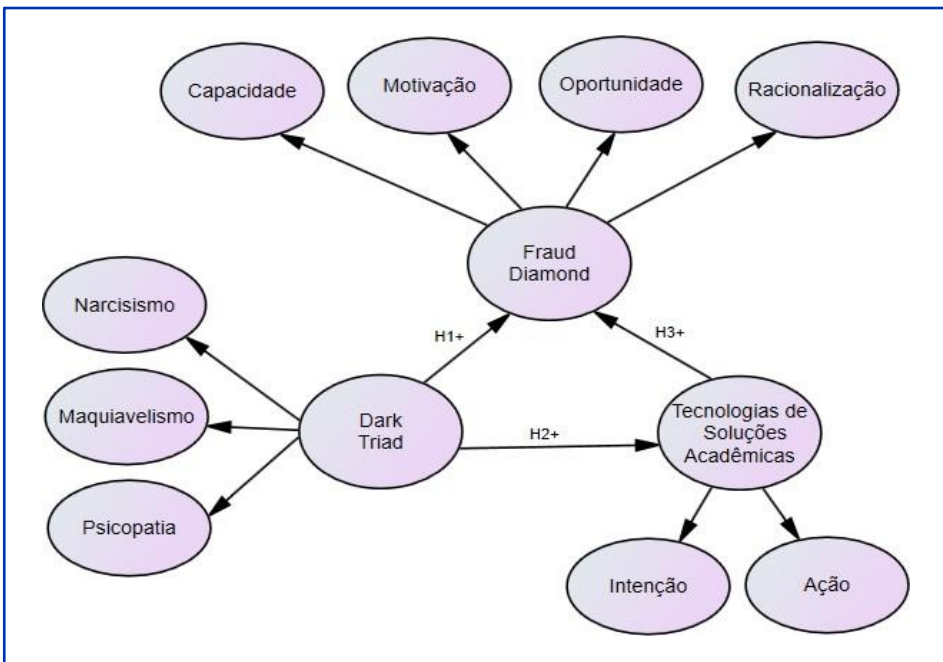 Capacidade
Motivação
Oportunidade
Racionalização
Fraud
Diamond
Narcisismo
H1+
H3+
Maquiavelismo
Dark
Triad
H2+
Tecnologias de
Soluções
Acadêmicas
Psicopatia
Intenção
Ação